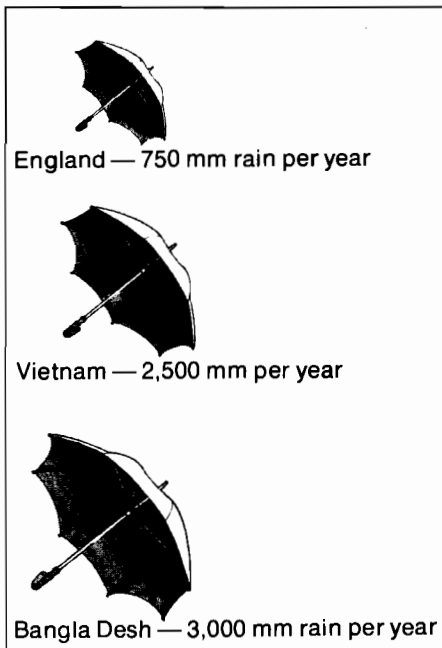 England — 750 mm rain per year
Vietnam — 2,500 mm per year
Bangla Desh — 3,000 mm rain per year